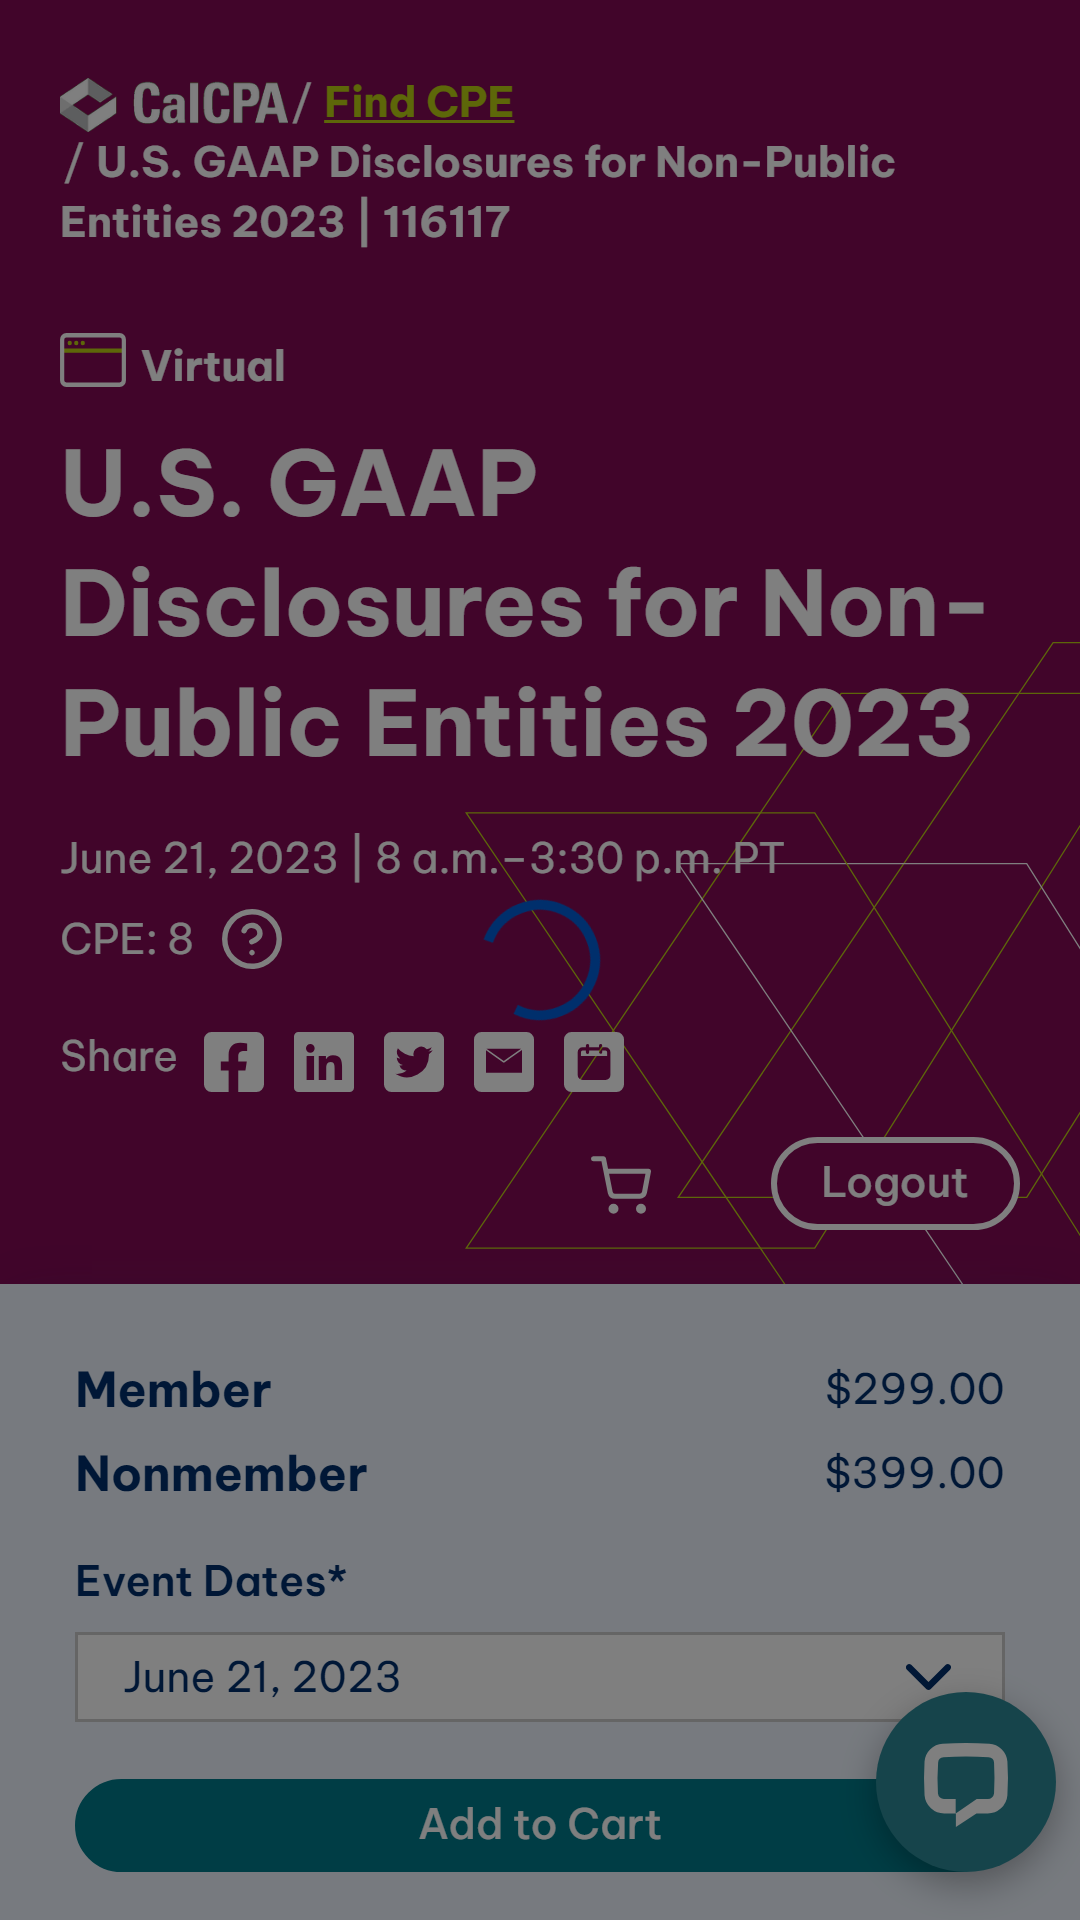 CalCPA / Find CPE
/ U.S. GAAP Disclosures for Non-Public
Entities 2023 | 116117
Virtual
U.S. GAAP
Disclosures for Non-
Public Entities 2023
June 21, 2023 | 8 a.m.–3:30 p.m. PT
CPE: 8 ?
Share
Logout
Member $299.00
Nonmember $399.00
Event Dates*
June 21, 2023
Add to Cart